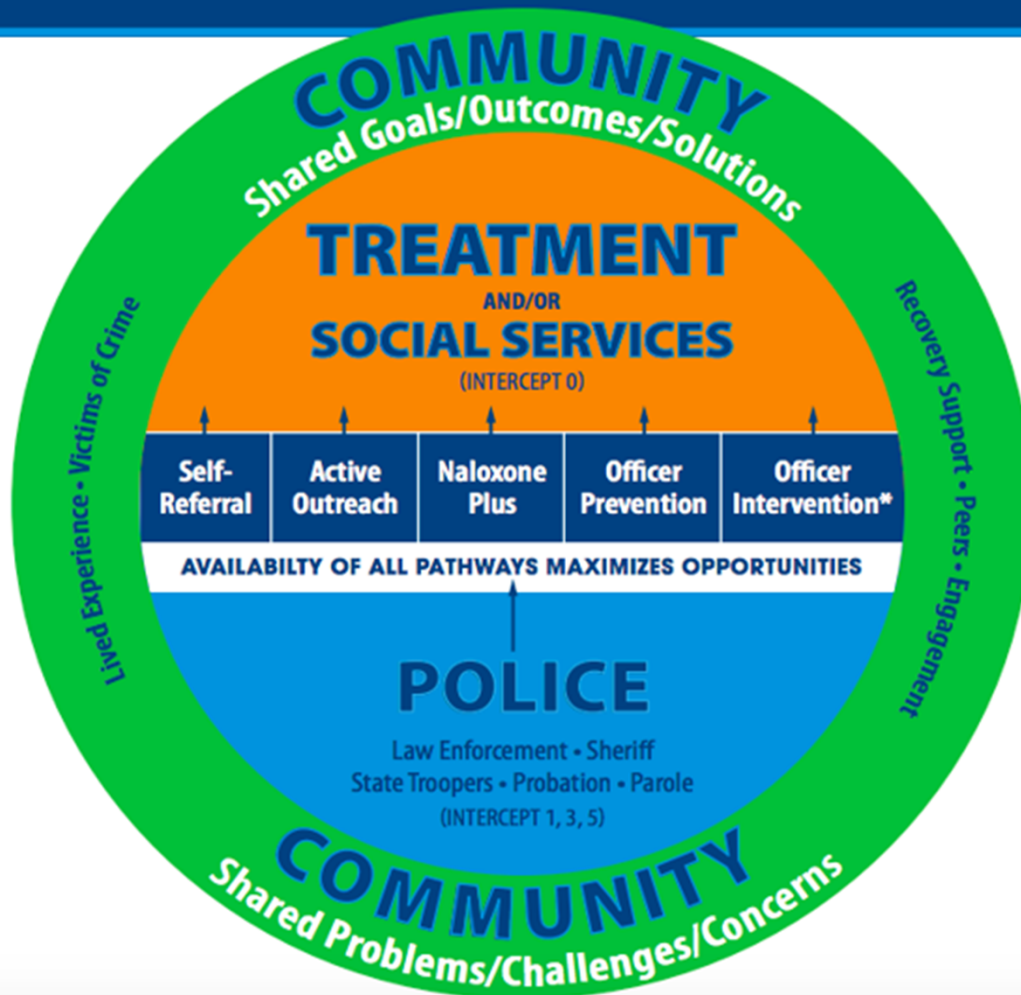 COMMUNITY
Shared Goals/Outcomes/Solutions
TREATMENT
AND/OR
SOCIAL SERVICES
(INTERCEPT 0)
Lived Experience • Victims of Crime
Recovery Support • Peers • Engagement
Self-
Referral
Active
Outreach
Naloxone
Plus
Officer
Prevention
Officer
Intervention*
AVAILABILTY OF ALL PATHWAYS MAXIMIZES OPPORTUNITIES
POLICE
Law Enforcement • Sheriff
State Troopers • Probation • Parole
(INTERCEPT 1, 3, 5)
COMMUNITY
Shared Problems/Challenges/Concerns